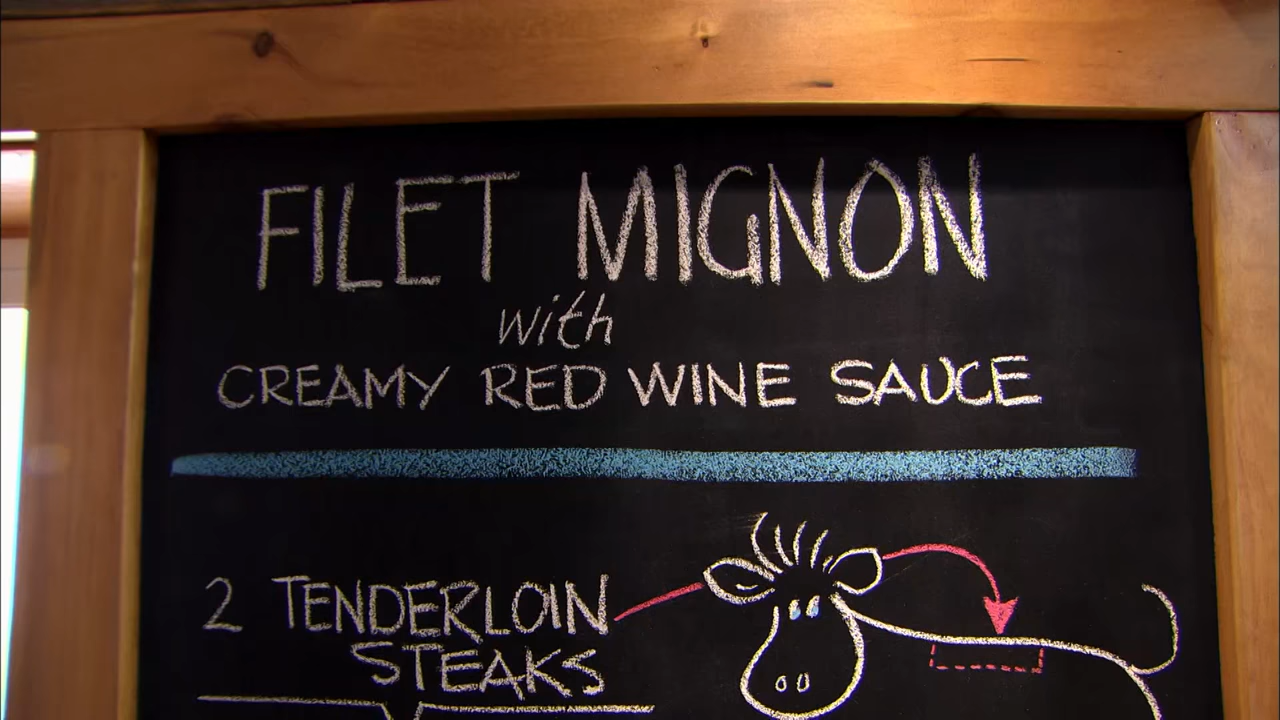 FILET MIGNON
with
CREAMY RED WINE SAUCE
2 TENDERLOIN
STEAKS